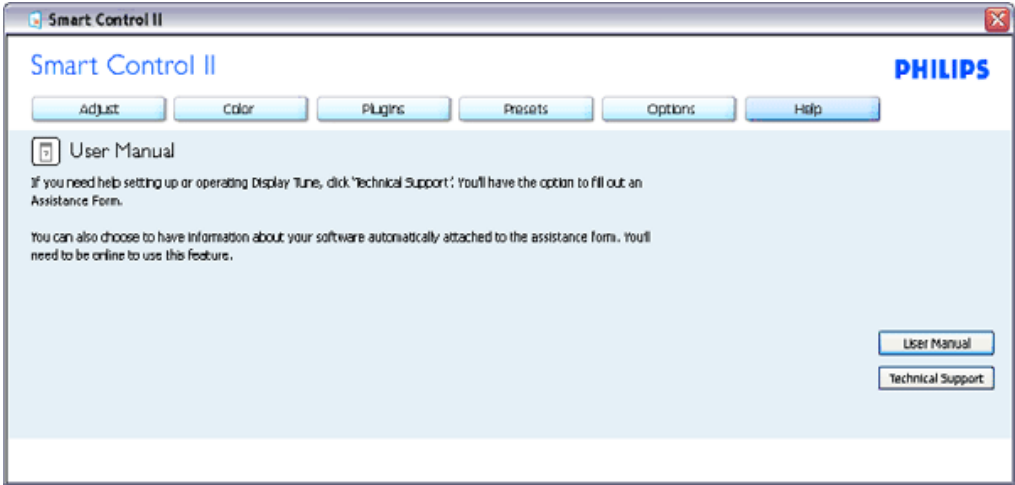 Smart Control II
Smart Control II
PHILIPS
Adjust Color Plugins Presets Options Help
User Manual
If you need help setting up or operating Display Tune, click 'Technical Support'. You'll have the option to fill out an
Assistance Form.
You can also choose to have information about your software automatically attached to the assistance form. You'll
need to be online to use this feature.
User Manual
Technical Support